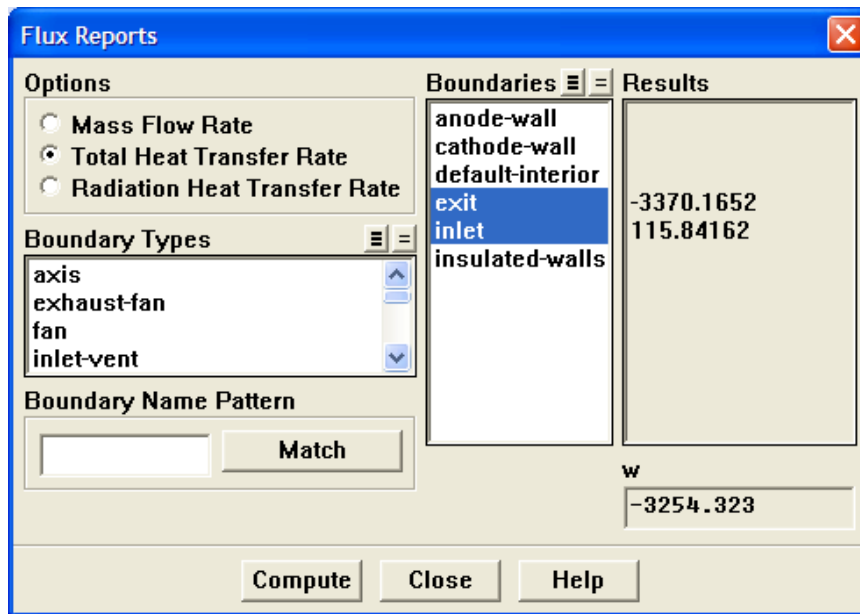 Flux Reports
Options
Mass Flow Rate
Total Heat Transfer Rate
Radiation Heat Transfer Rate
Boundary Types
axis
exhaust-fan
fan
inlet-vent
Boundary Name Pattern
Match
Boundaries
anode-wall
cathode-wall
default-interior
exit
inlet
insulated-walls
Results
-3370.1652
115.84162
w
-3254.323
Compute Close Help